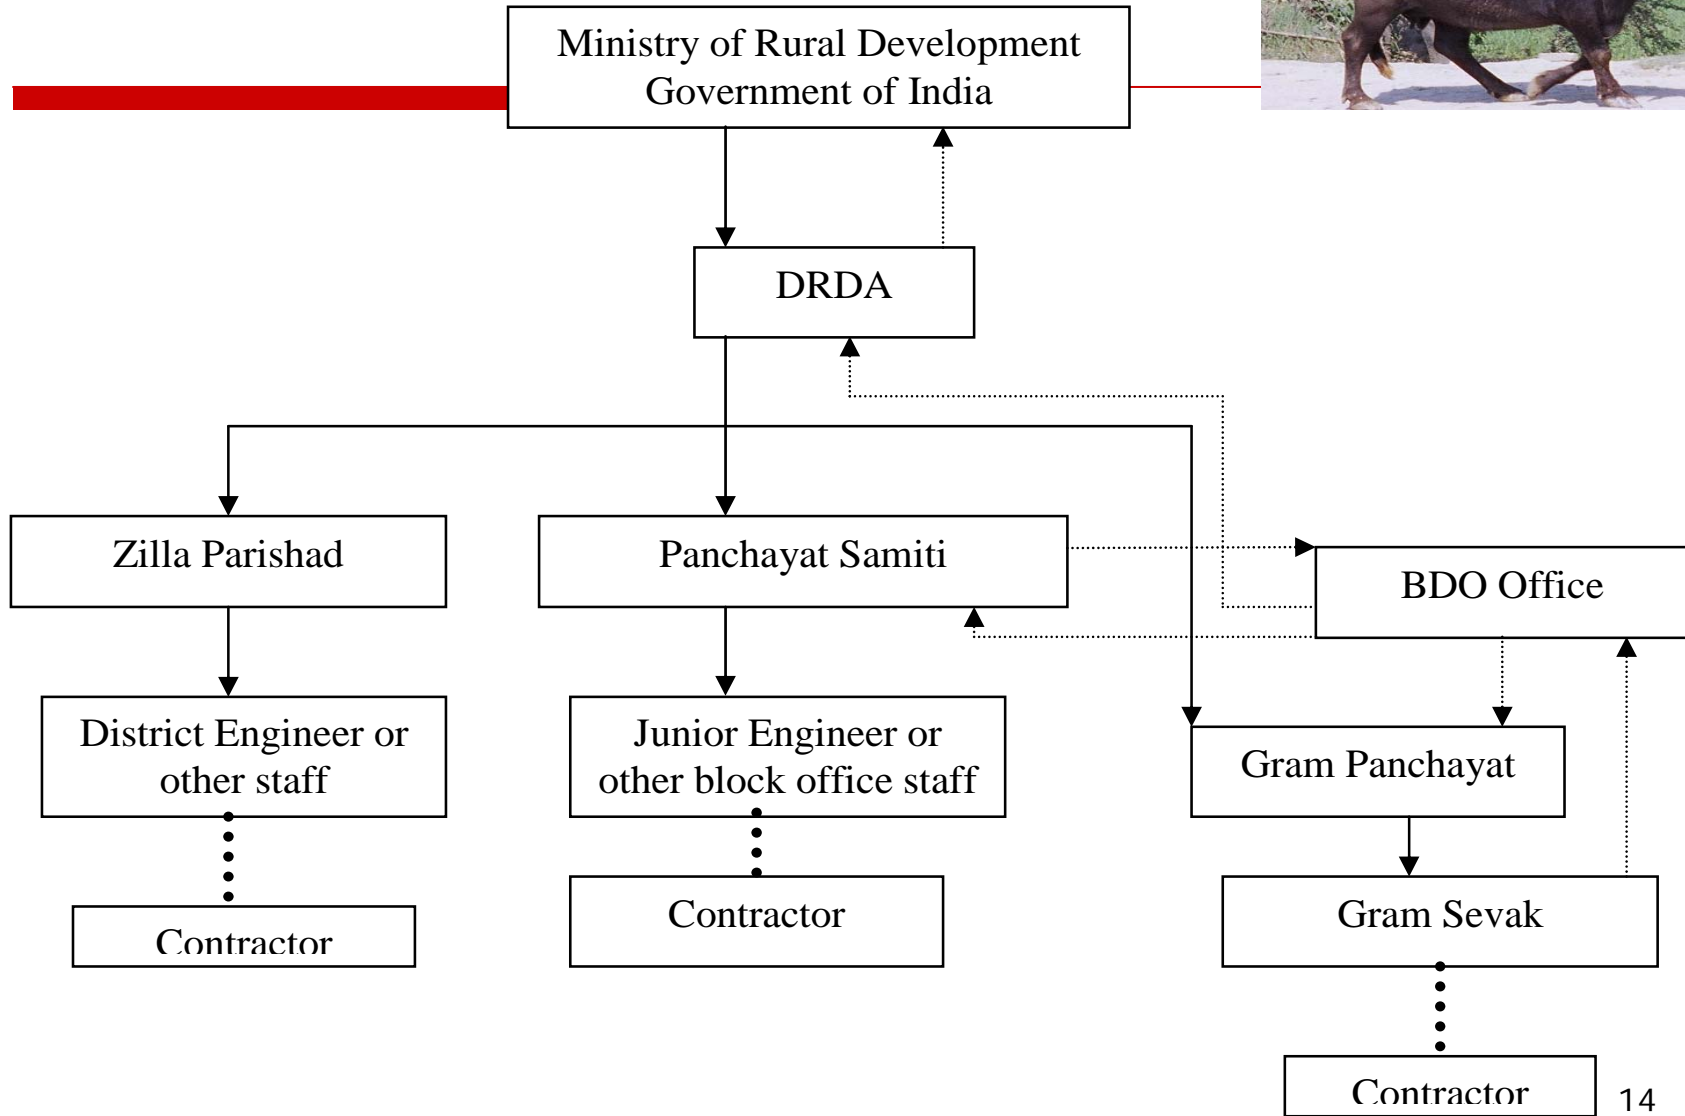 Ministry of Rural Development
Government of India
DRDA
Zilla Parishad
Panchayat Samiti
BDO Office
District Engineer or
other staff
Junior Engineer or
other block office staff
Gram Panchayat
Contractor
Contractor
Gram Sevak
Contractor
14